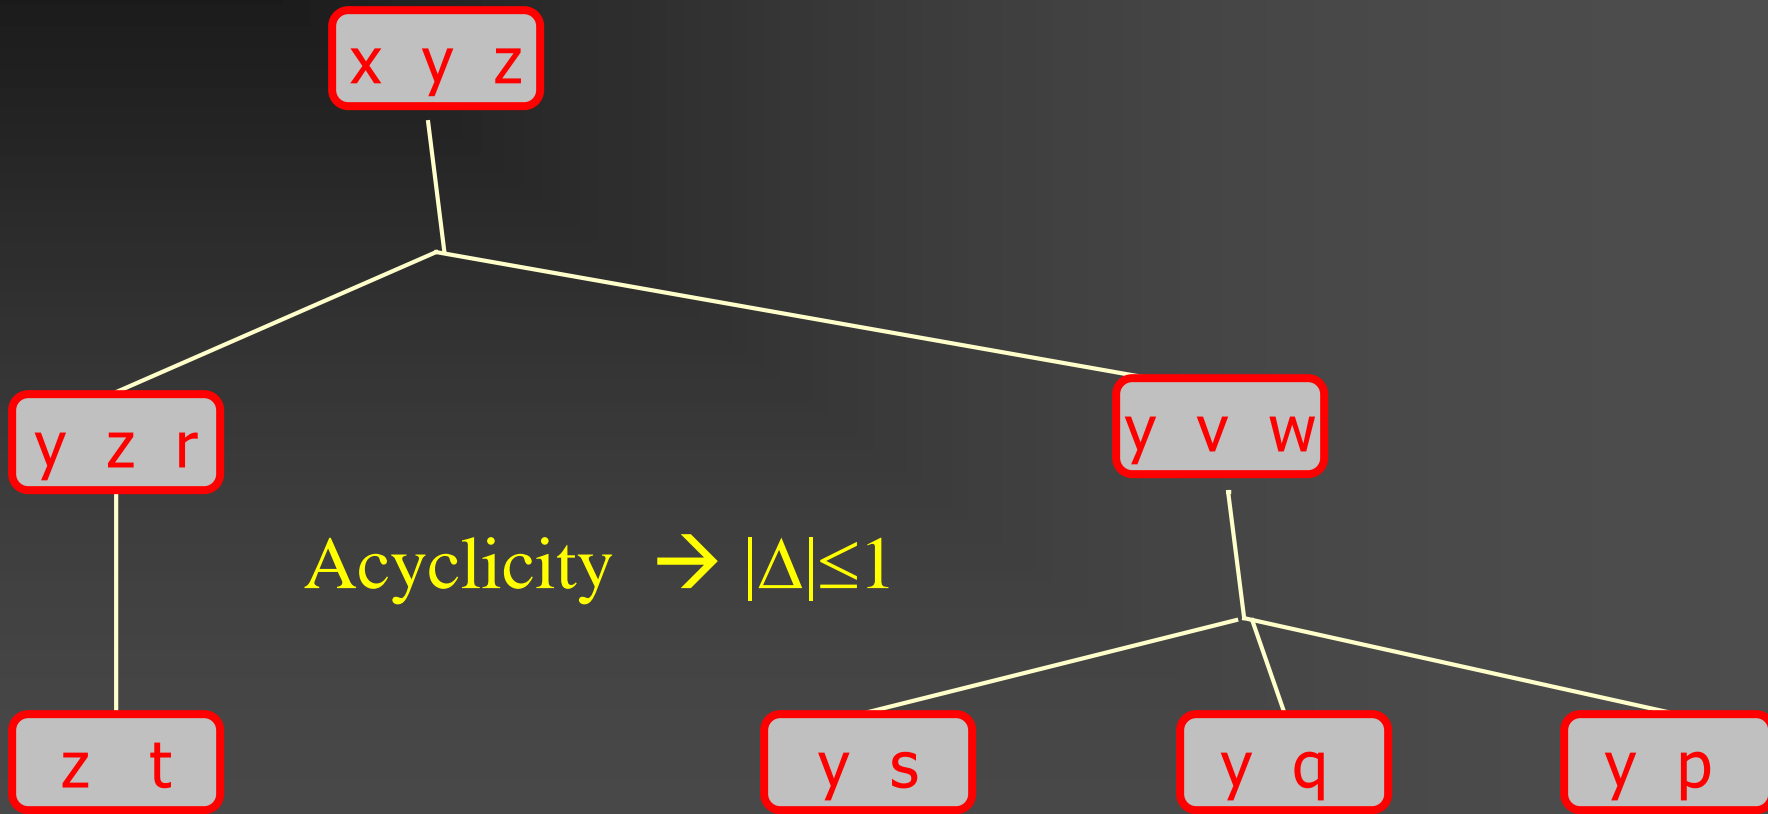 x y z
y z r
y v w
Acyclicity → |Δ|≤1
z t
y s
y q
y p